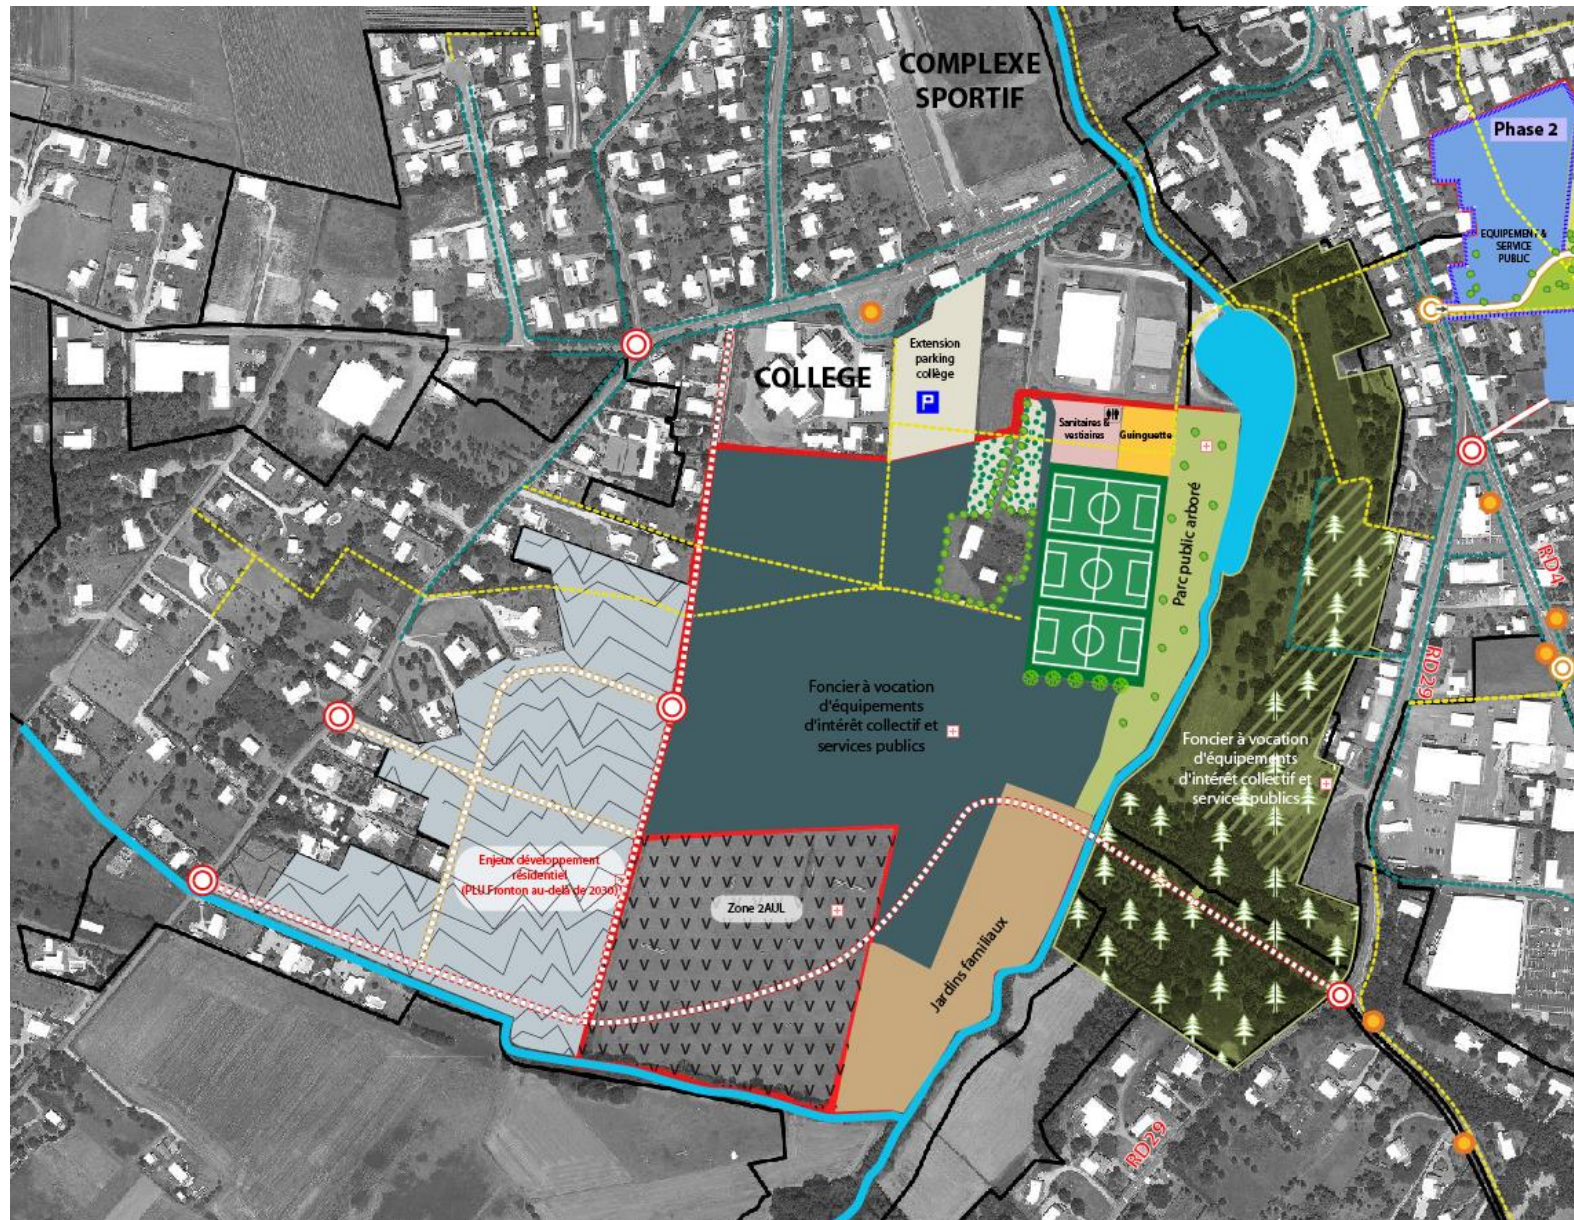 COMPLEXE
SPORTIF
Phase 2
EQUIPEMENT &
SERVICE
PUBLIC
Extension
parking
collège
P
COLLEGE
Sanitaires &
vestiaires
Guinguette
Parc public arboré
RD4
RD29
Foncier à vocation
d'équipements
d'intérêt collectif et
services publics
Foncier à vocation
d'équipements
d'intérêt collectif et
services publics
Enjeux développement
résidentiel
(PLU Fronton au-delà de 2030)
Zone 2AUL
Jardins familiaux
RD29